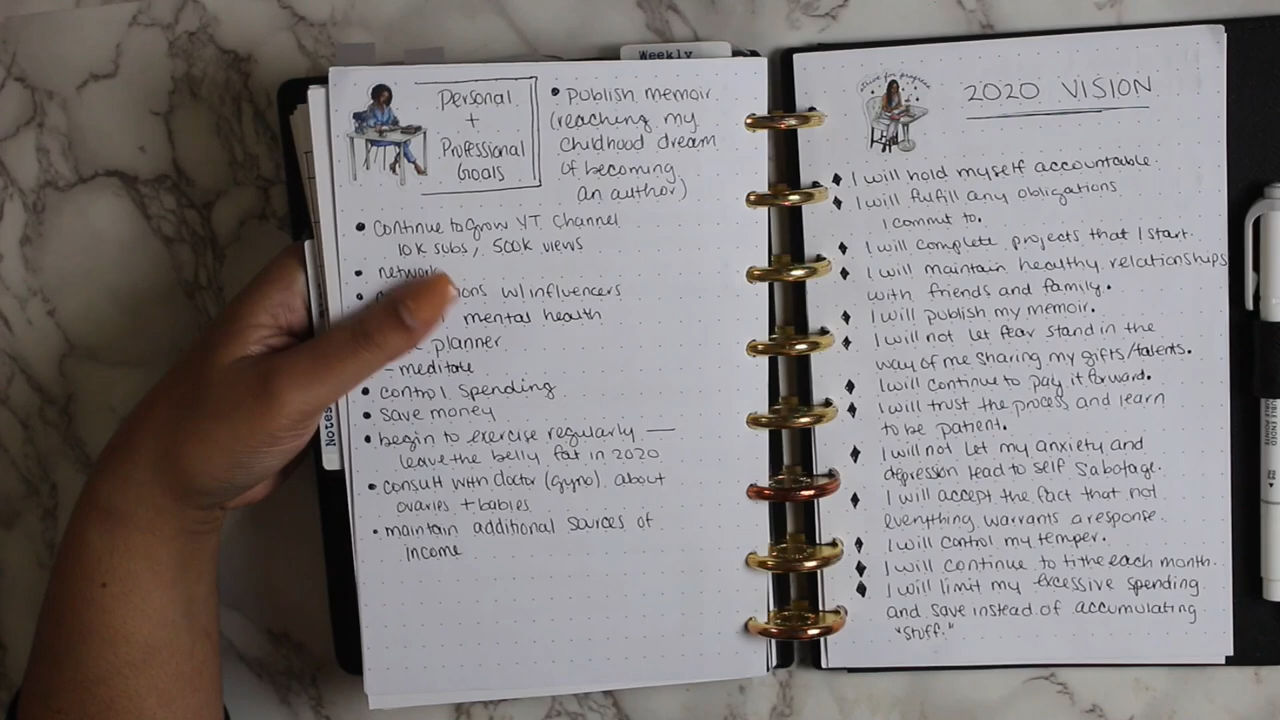 Weekly
Personal
+
Professional
Goals
• Publish memoir
(reaching my
childhood dream
of becoming
an author)
• Continue to grow YT Channel
10k subs / 500k views
• network
w/ influencers
mental health
planner
- meditate
• control spending
• save money
• begin to exercise regularly —
leave the belly fat in 2020
• consult with doctor (gyno) about
ovaries + babies
• maintain additional sources of
income
Notes
strive for progress
2020 VISION
♦ I will hold myself accountable.
♦ I will fulfill any obligations
I commit to.
♦ I will complete projects that I start.
♦ I will maintain healthy relationships
with friends and family.
♦ I will publish my memoir.
♦ I will not let fear stand in the
way of me sharing my gifts/talents.
♦ I will continue to pay it forward.
♦ I will trust the process and learn
to be patient.
♦ I will not let my anxiety and
depression lead to self sabotage.
♦ I will accept the fact that not
everything warrants a response.
♦ I will control my temper.
♦ I will continue to tithe each month.
♦ I will limit my excessive spending
and save instead of accumulating
"stuff."